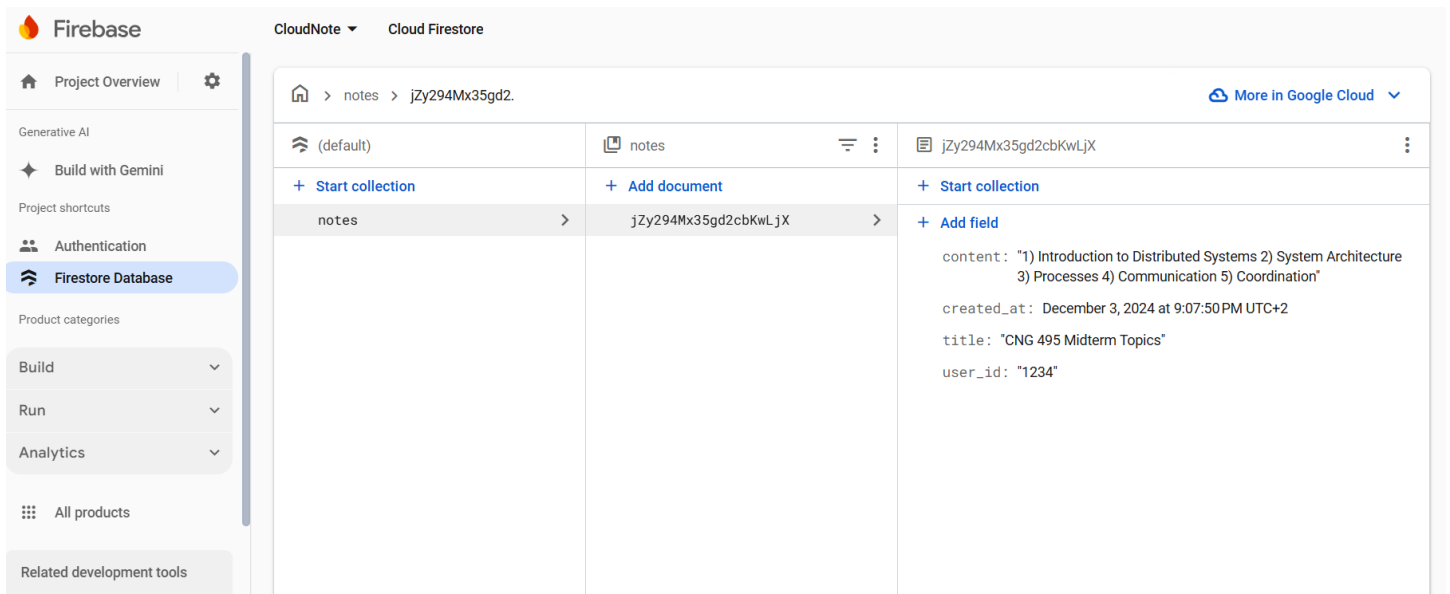 Firebase
CloudNote
Cloud Firestore
Project Overview
Generative AI
Build with Gemini
Project shortcuts
Authentication
Firestore Database
Product categories
Build
Run
Analytics
All products
Related development tools
notes > jZy294Mx35gd2.
More in Google Cloud
(default)
+ Start collection
notes
notes
+ Add document
jZy294Mx35gd2cbKwLjX
jZy294Mx35gd2cbKwLjX
+ Start collection
+ Add field
content: "1) Introduction to Distributed Systems 2) System Architecture
3) Processes 4) Communication 5) Coordination"
created_at: December 3, 2024 at 9:07:50 PM UTC+2
title: "CNG 495 Midterm Topics"
user_id: "1234"